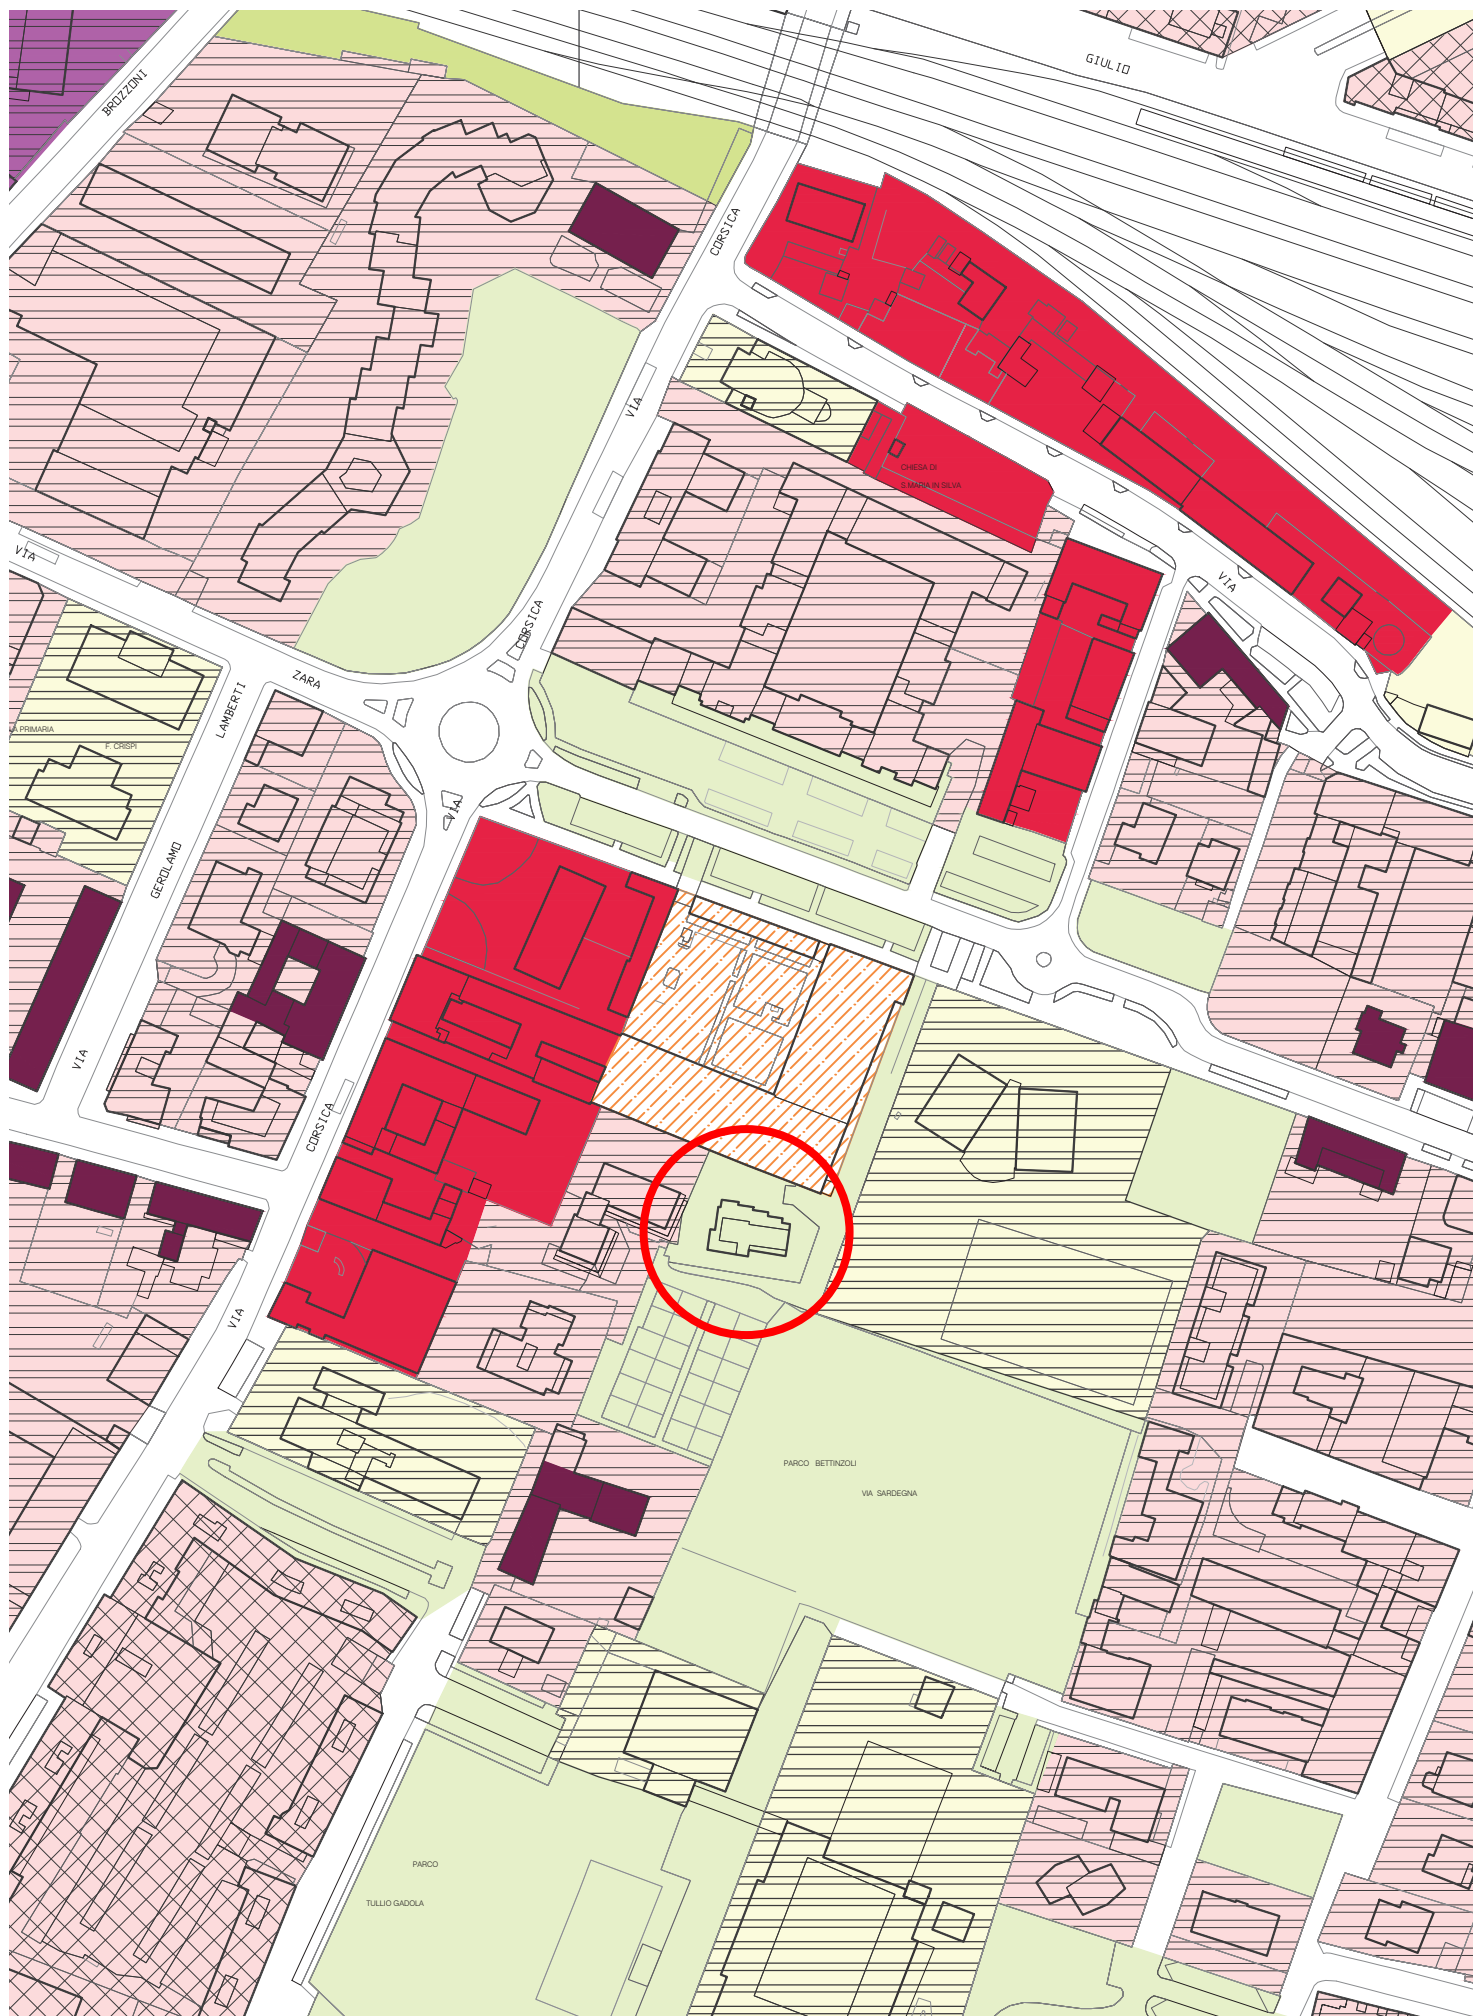 GIULIO
BROZZONI
CORSICA
VIA
CHIESA DI
S.MARIA IN SILVA
VIA
VIA
CORSICA
ZARA
LAMBERTI
A PRIMARIA
F. CRISPI
VIA
GEROLAMO
VIA
CORSICA
S
VIA
PARCO BETTINZOLI
VIA SARDEGNA
PARCO
TULLIO GADOLA